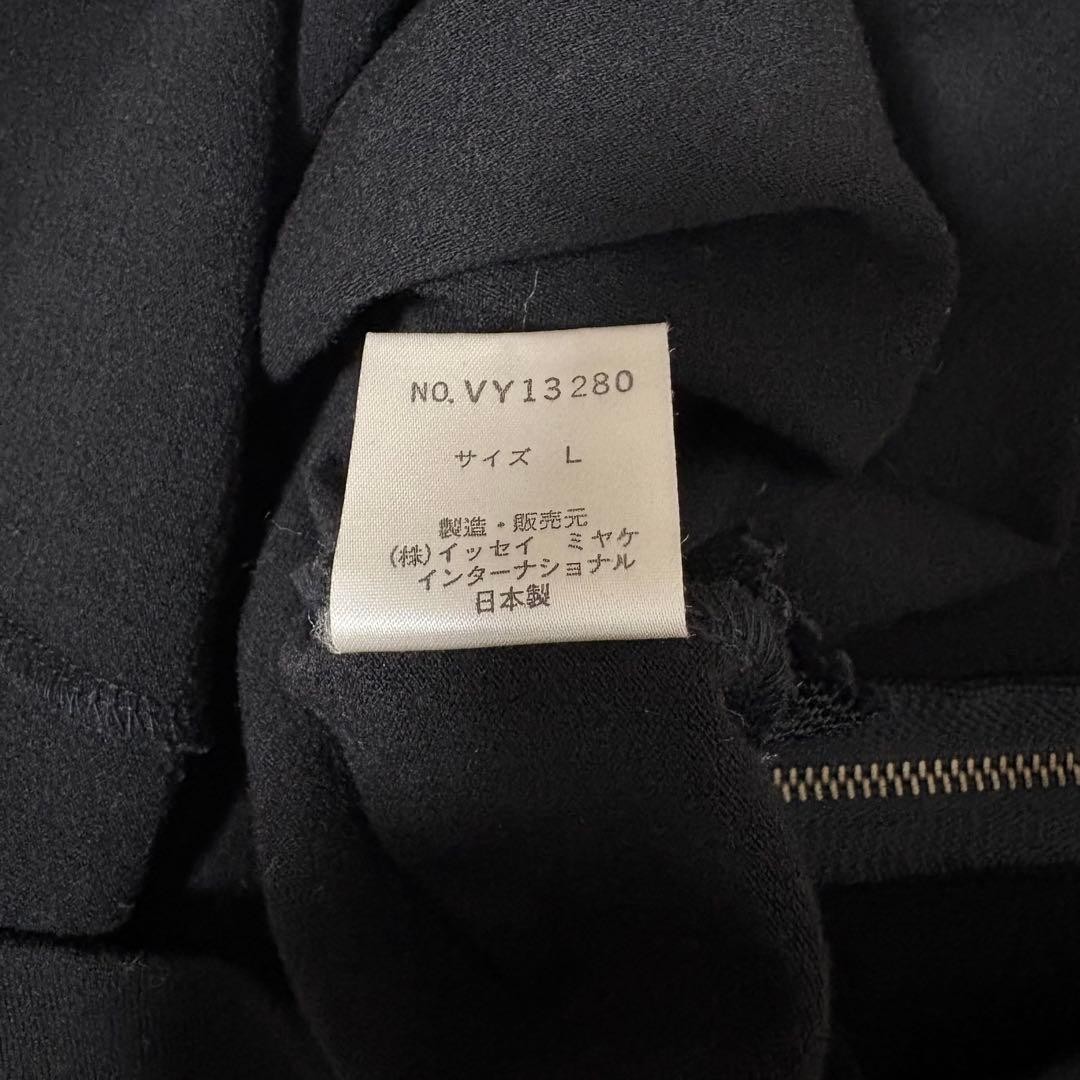 NO. VY13280
サイズ L
製造・販売元
(株)イッセイ ミヤケ
インターナショナル
日本製